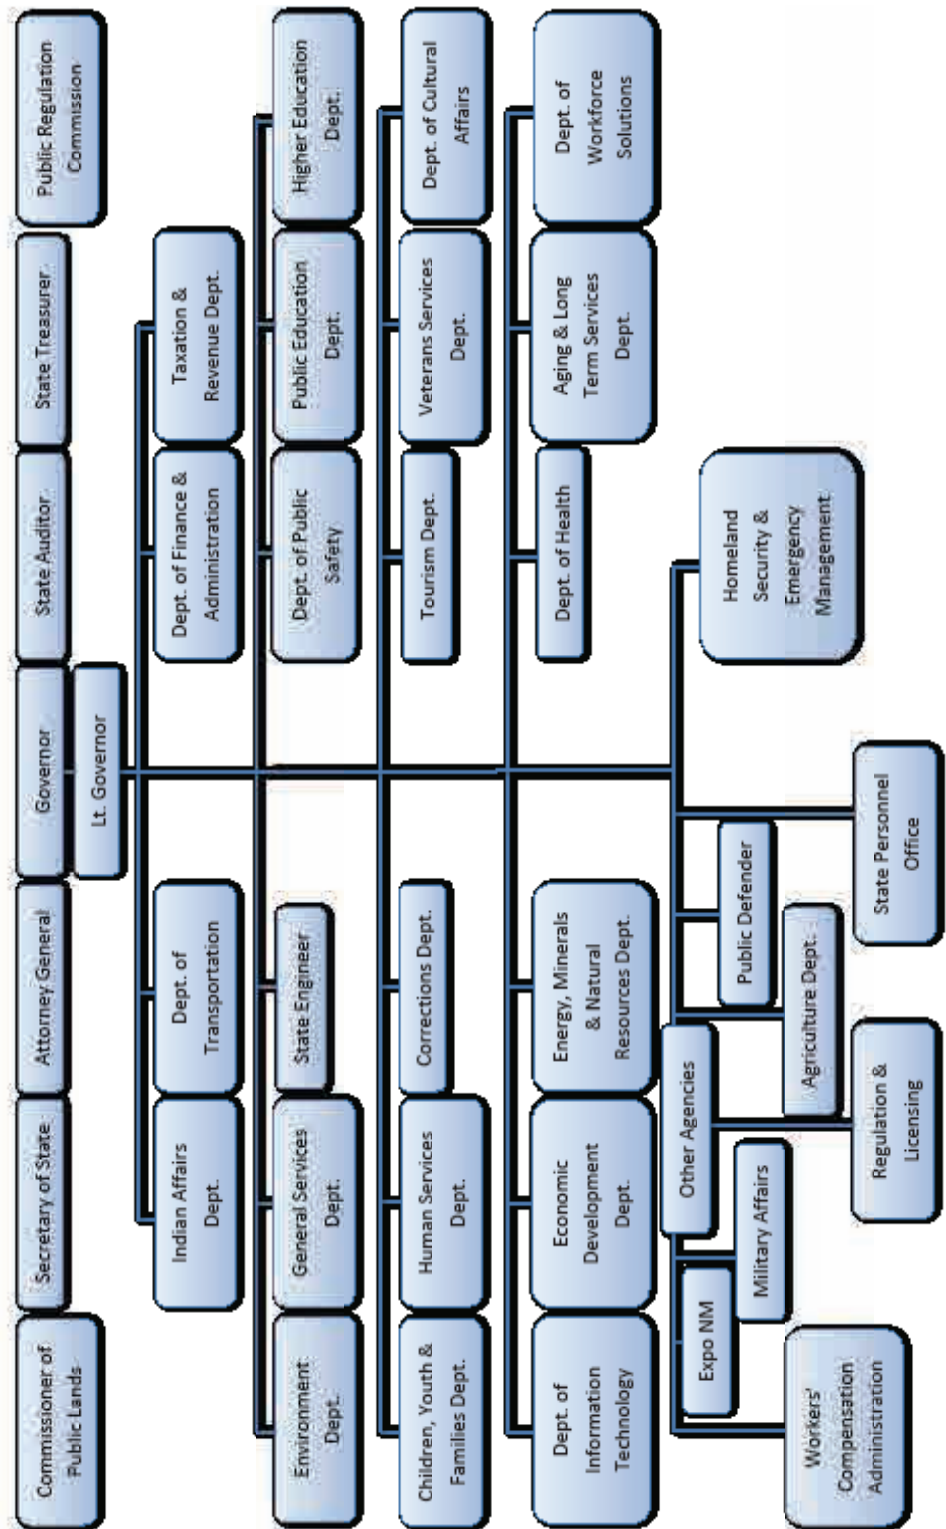 Commissioner of
Public Lands
Secretary of State
Attorney General
Governor
State Auditor
State Treasurer
Public Regulation
Commission
Lt. Governor
Indian Affairs
Dept.
Dept. of
Transportation
Dept. of Finance &
Administration
Taxation &
Revenue Dept.
Environment
Dept.
General Services
Dept.
State Engineer
Dept. of Public
Safety
Public Education
Dept.
Higher Education
Dept.
Children, Youth &
Families Dept.
Human Services
Dept.
Corrections Dept.
Tourism Dept.
Veterans Services
Dept.
Dept. of Cultural
Affairs
Dept. of
Information
Technology
Economic
Development
Dept.
Energy, Minerals
& Natural
Resources Dept.
Dept. of Health
Aging & Long
Term Services
Dept.
Dept. of
Workforce
Solutions
Other Agencies
Expo NM
Military Affairs
Public Defender
Agriculture Dept.
Homeland
Security &
Emergency
Management
Workers'
Compensation
Administration
Regulation &
Licensing
State Personnel
Office